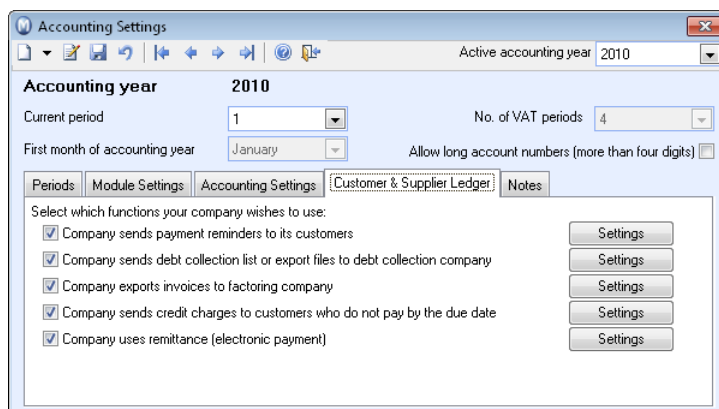 Accounting Settings
Active accounting year 2010
Accounting year 2010
Current period 1 No. of VAT periods 4
First month of accounting year January Allow long account numbers (more than four digits)
Periods Module Settings Accounting Settings Customer & Supplier Ledger Notes
Select which functions your company wishes to use:
Company sends payment reminders to its customers Settings
Company sends debt collection list or export files to debt collection company Settings
Company exports invoices to factoring company Settings
Company sends credit charges to customers who do not pay by the due date Settings
Company uses remittance (electronic payment) Settings